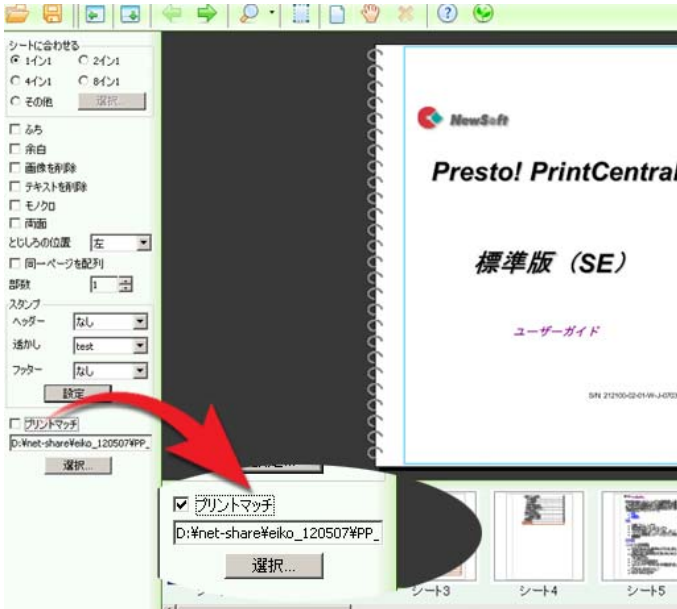 シートに合わせる
1イン1 2イン1
4イン1 8イン1
その他 選択...
ふち
余白
画像を削除
テキストを削除
モノクロ
両面
とじしろの位置 左
同一ページを配列
部数 1
スタンプ
ヘッダー なし
透かし test
フッター なし
設定
プリントマッチ
D:¥net-share¥eiko_120507¥PP_
選択...
NewSoft
Presto! PrintCentral
標準版（SE）
ユーザーガイド
S/N 212100-02-01-W-J-0703
プリントマッチ
D:¥net-share¥eiko_120507¥PP_
選択...
シート3
シート4
シート5